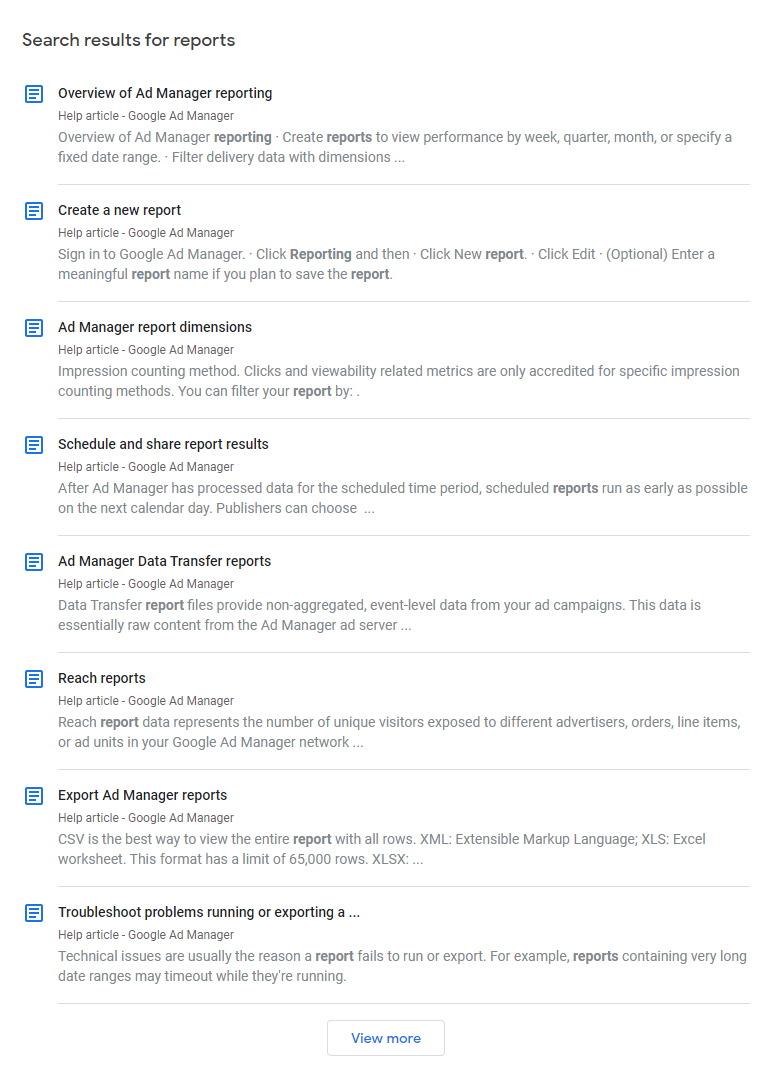 Search results for reports
Overview of Ad Manager reporting
Help article - Google Ad Manager
Overview of Ad Manager reporting · Create reports to view performance by week, quarter, month, or specify a
fixed date range. · Filter delivery data with dimensions ...
Create a new report
Help article - Google Ad Manager
Sign in to Google Ad Manager. · Click Reporting and then · Click New report. · Click Edit · (Optional) Enter a
meaningful report name if you plan to save the report.
Ad Manager report dimensions
Help article - Google Ad Manager
Impression counting method. Clicks and viewability related metrics are only accredited for specific impression
counting methods. You can filter your report by: .
Schedule and share report results
Help article - Google Ad Manager
After Ad Manager has processed data for the scheduled time period, scheduled reports run as early as possible
on the next calendar day. Publishers can choose ...
Ad Manager Data Transfer reports
Help article - Google Ad Manager
Data Transfer report files provide non-aggregated, event-level data from your ad campaigns. This data is
essentially raw content from the Ad Manager ad server ...
Reach reports
Help article - Google Ad Manager
Reach report data represents the number of unique visitors exposed to different advertisers, orders, line items,
or ad units in your Google Ad Manager network ...
Export Ad Manager reports
Help article - Google Ad Manager
CSV is the best way to view the entire report with all rows. XML: Extensible Markup Language; XLS: Excel
worksheet. This format has a limit of 65,000 rows. XLSX: ...
Troubleshoot problems running or exporting a ...
Help article - Google Ad Manager
Technical issues are usually the reason a report fails to run or export. For example, reports containing very long
date ranges may timeout while they're running.
View more